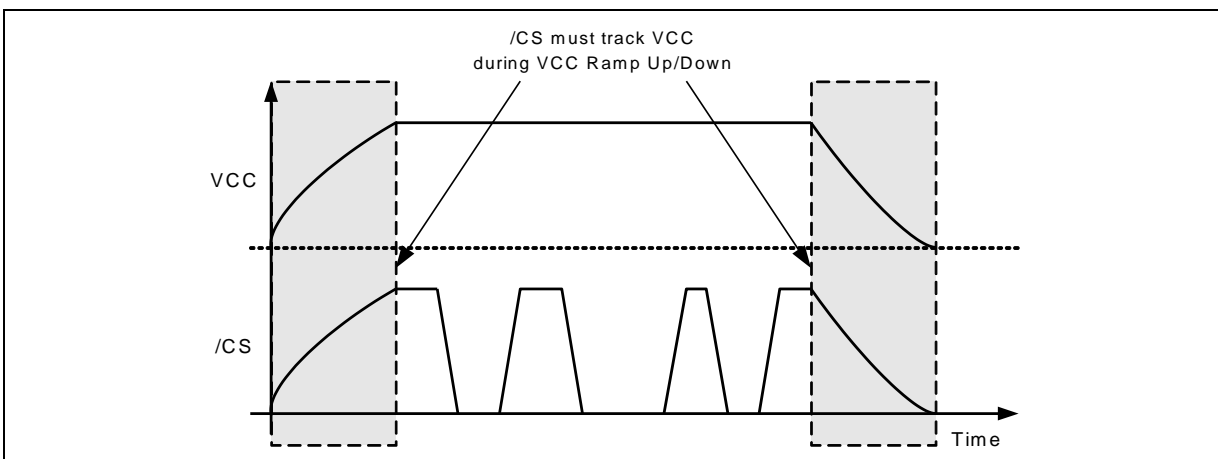 /CS must track VCC
during VCC Ramp Up/Down
VCC
/CS
Time